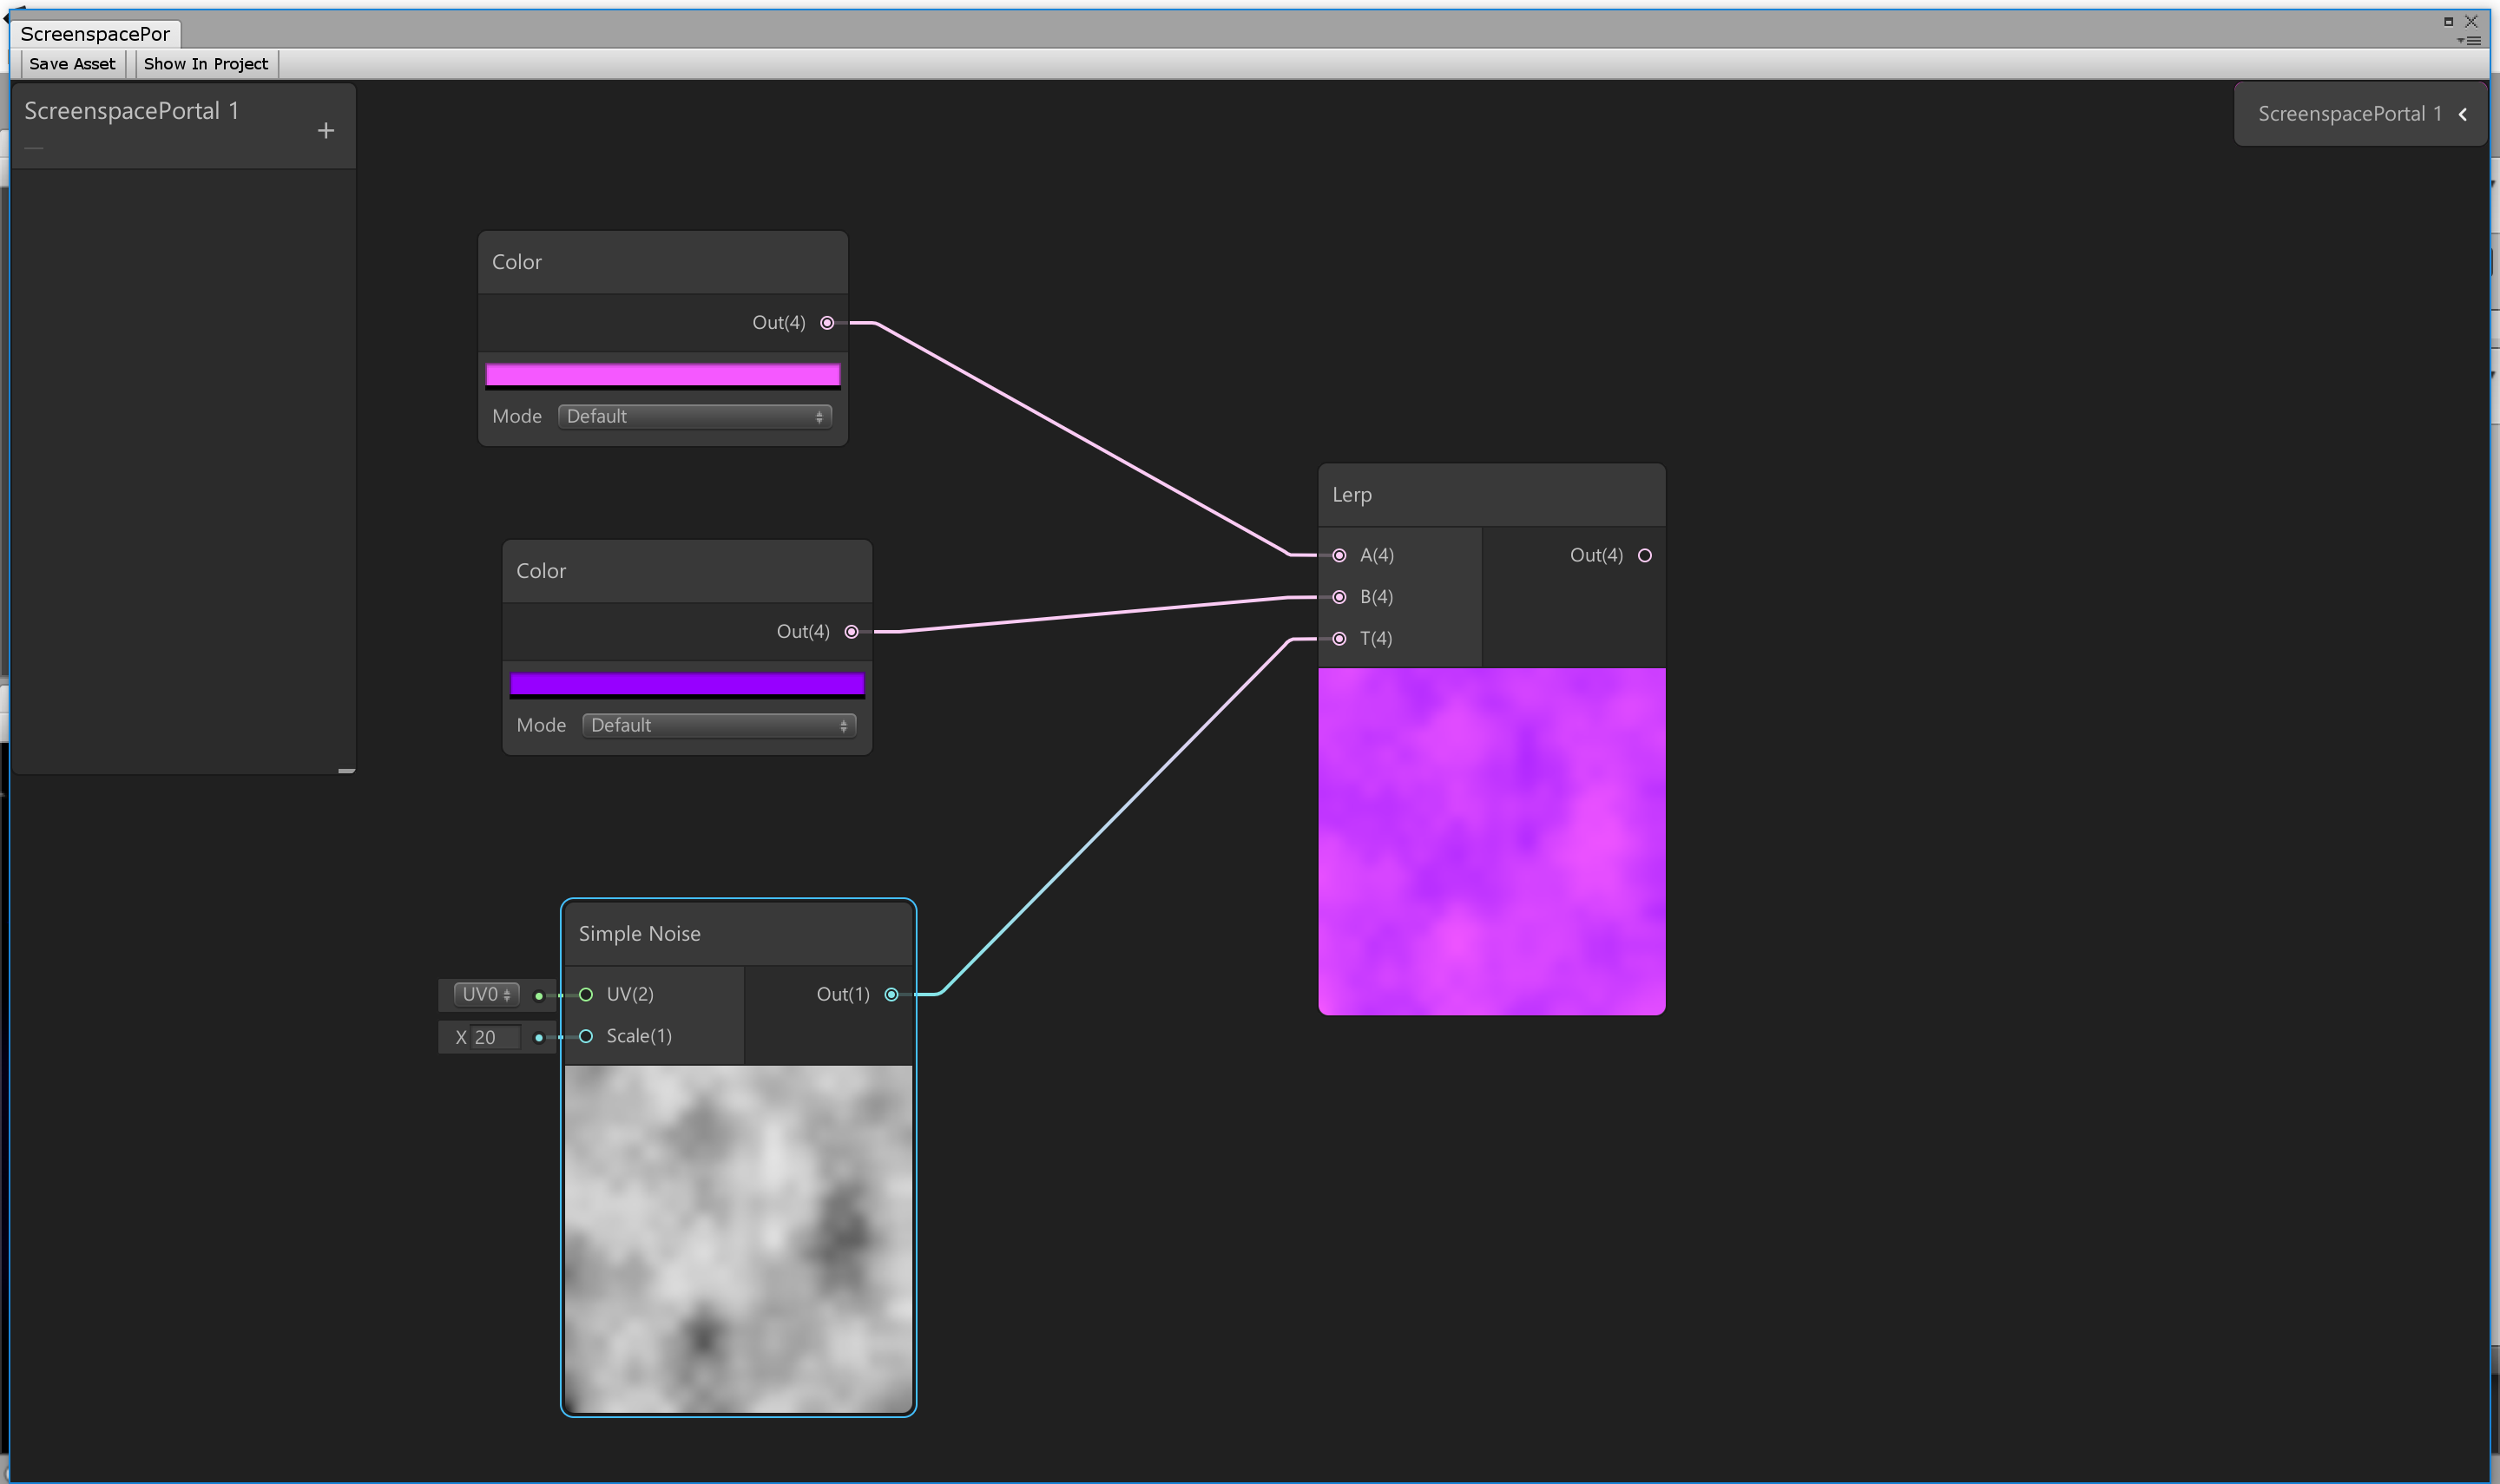 ScreenspacePor
Save Asset
Show In Project
ScreenspacePortal 1
ScreenspacePortal 1
Color
Out(4)
Mode
Default
Color
Out(4)
Mode
Default
Lerp
A(4)
Out(4)
B(4)
T(4)
Simple Noise
UV0
UV(2)
Out(1)
X 20
Scale(1)